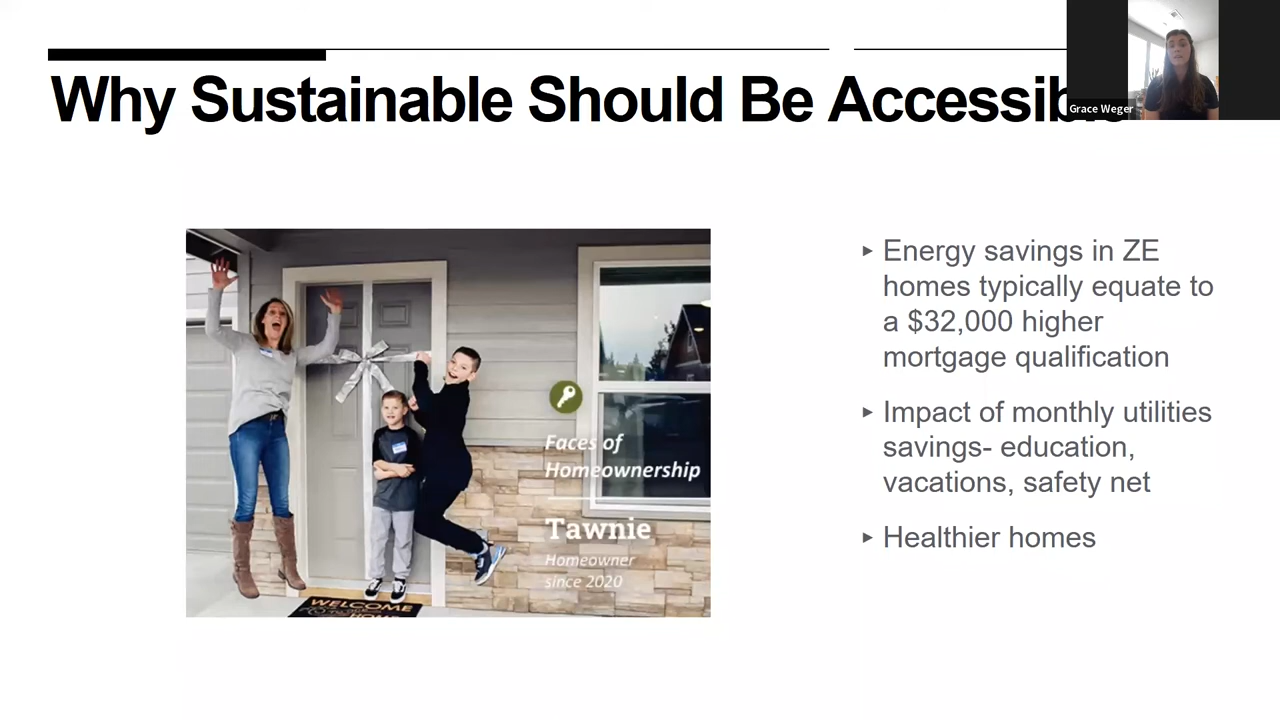 Why Sustainable Should Be Accessib
Grace Weger
Energy savings in ZE
homes typically equate to
a $32,000 higher
mortgage qualification
Impact of monthly utilities
savings- education,
vacations, safety net
Healthier homes
Faces of
Homeownership
Tawnie
Homeowner
since 2020
WELCOME
HOME